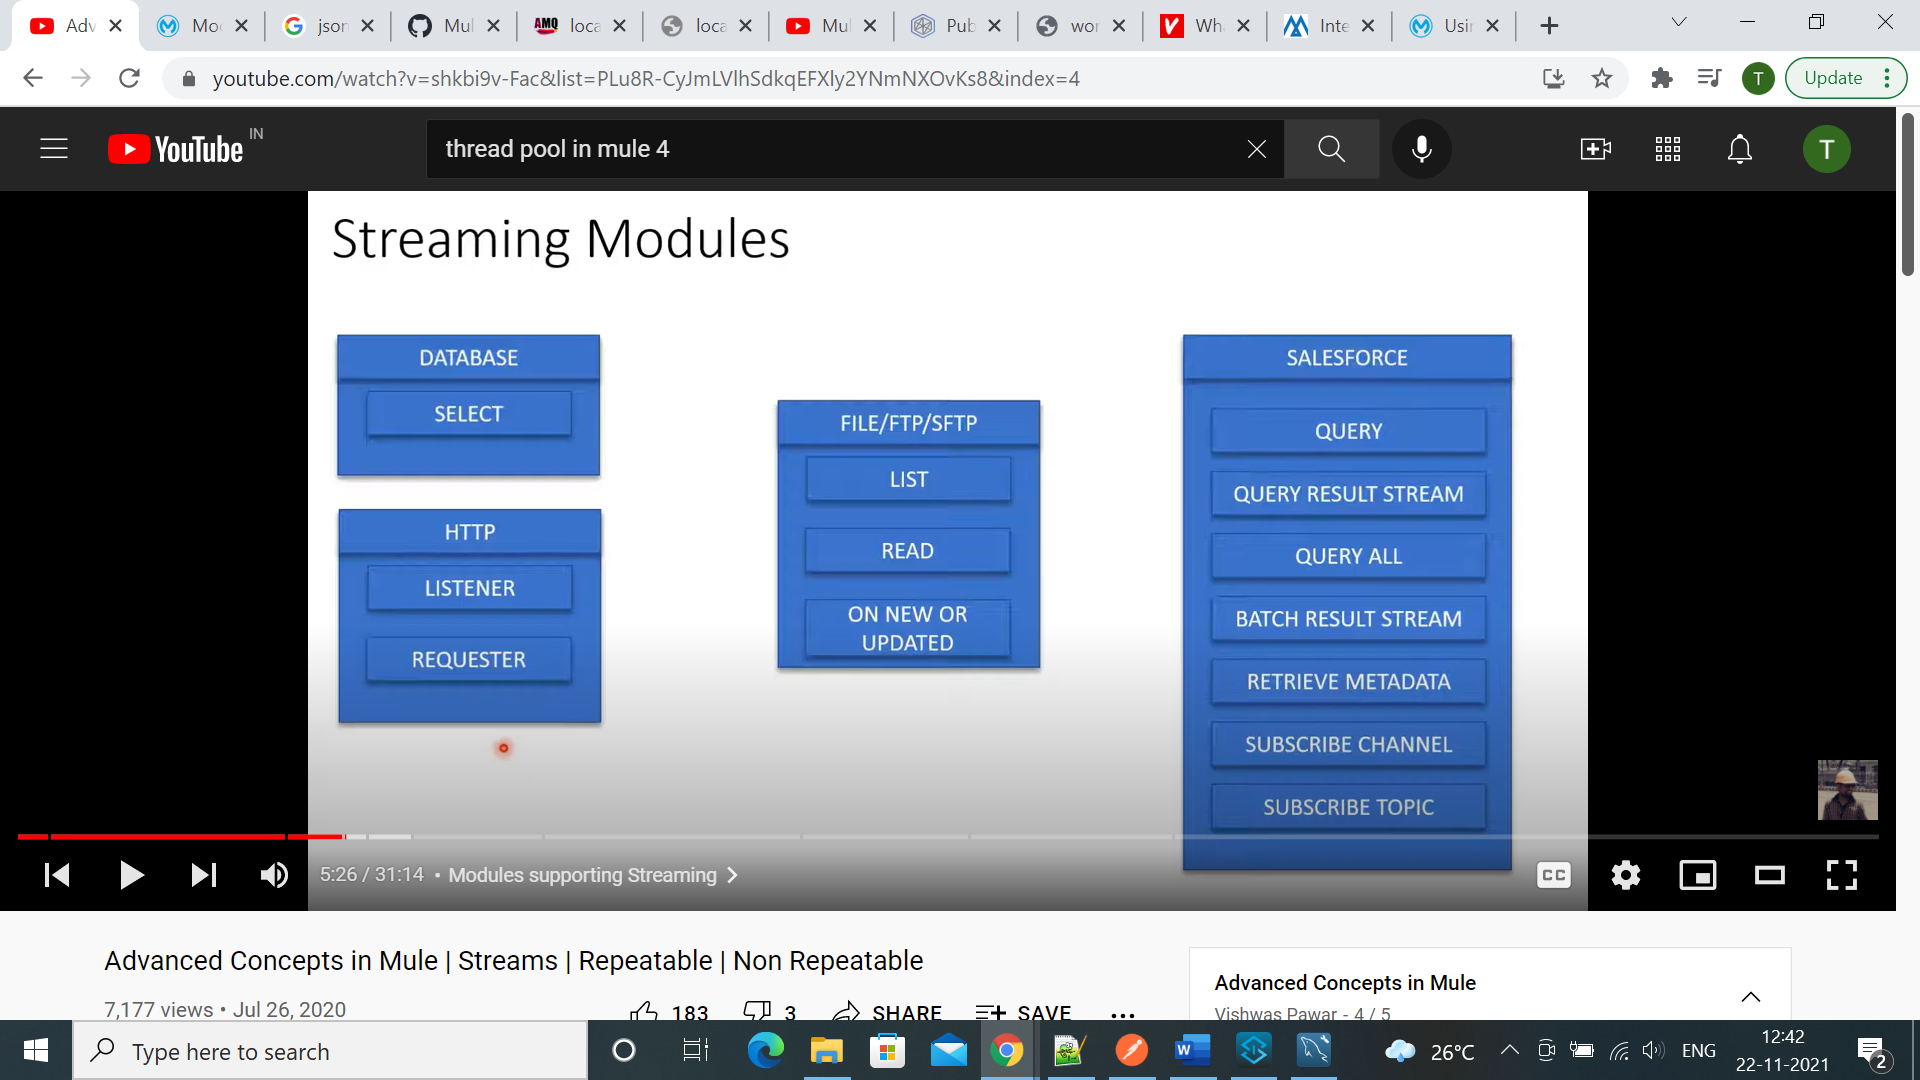 Adv
Mo
json
Mul
AMQ
loca
loca
Mul
Pub
wor
Wh
Inte
Usin
youtube.com/watch?v=shkbi9v-Fac&list=PLu8R-CyJmLVlhSdkqEFXly2YNmNXOvKs8&index=4
T
Update
YouTube
IN
thread pool in mule 4
T
Streaming Modules
DATABASE
SELECT
HTTP
LISTENER
REQUESTER
FILE/FTP/SFTP
LIST
READ
ON NEW OR
UPDATED
SALESFORCE
QUERY
QUERY RESULT STREAM
QUERY ALL
BATCH RESULT STREAM
RETRIEVE METADATA
SUBSCRIBE CHANNEL
SUBSCRIBE TOPIC
5:26 / 31:14 • Modules supporting Streaming
CC
Advanced Concepts in Mule | Streams | Repeatable | Non Repeatable
7,177 views • Jul 26, 2020
183
3
SHARE
SAVE
Advanced Concepts in Mule
Vishwas Pawar - 4 / 5
Type here to search
W
26°C
ENG
12:42
22-11-2021
2